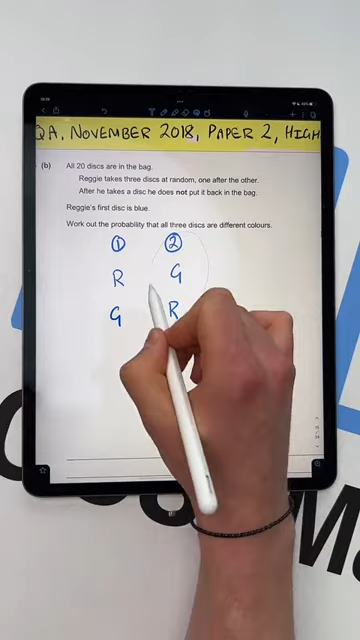 QA, NOVEMBER 2018, PAPER 2, HIGH
(b) All 20 discs are in the bag.
Reggie takes three discs at random, one after the other.
After he takes a disc he does not put it back in the bag.
Reggie's first disc is blue.
Work out the probability that all three discs are different colours.
1 2
R G
G R